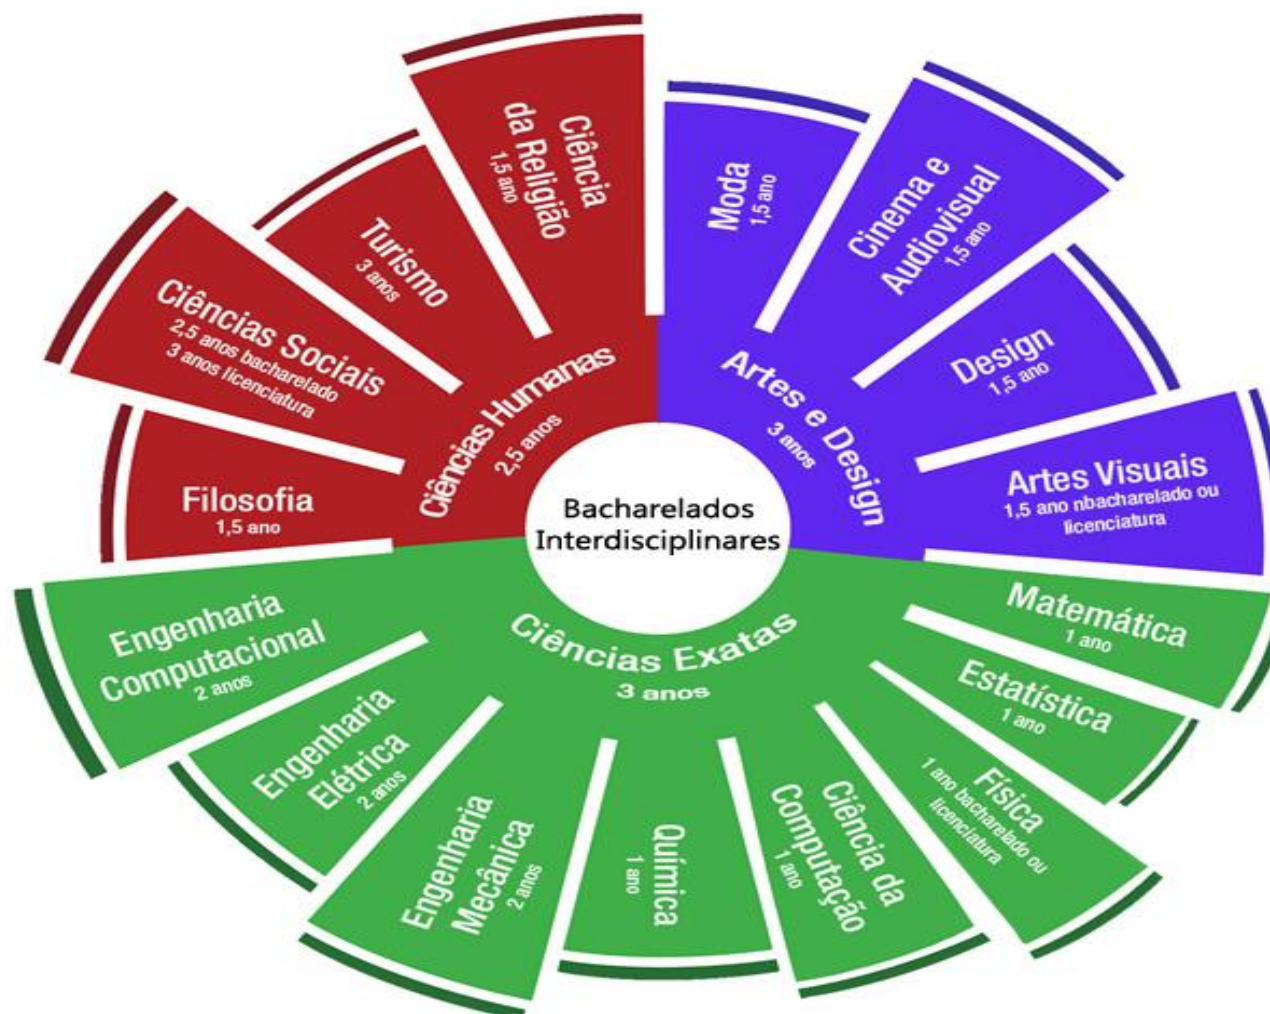 Bacharelados
Interdisciplinares
Ciências Humanas
2,5 anos
Filosofia
1,5 ano
Ciências Sociais
2,5 anos bacharelado
3 anos licenciatura
Turismo
3 anos
Ciência
da Religião
1,5 ano
Artes e Design
3 anos
Moda
1,5 ano
Cinema e
Audiovisual
1,5 ano
Design
1,5 ano
Artes Visuais
1,5 ano nbacharelado ou
licenciatura
Ciências Exatas
3 anos
Matemática
1 ano
Estatística
1 ano
Física
1 ano bacharelado ou
licenciatura
Ciência da
Computação
1 ano
Química
1 ano
Engenharia
Mecânica
2 anos
Engenharia
Elétrica
2 anos
Engenharia
Computacional
2 anos